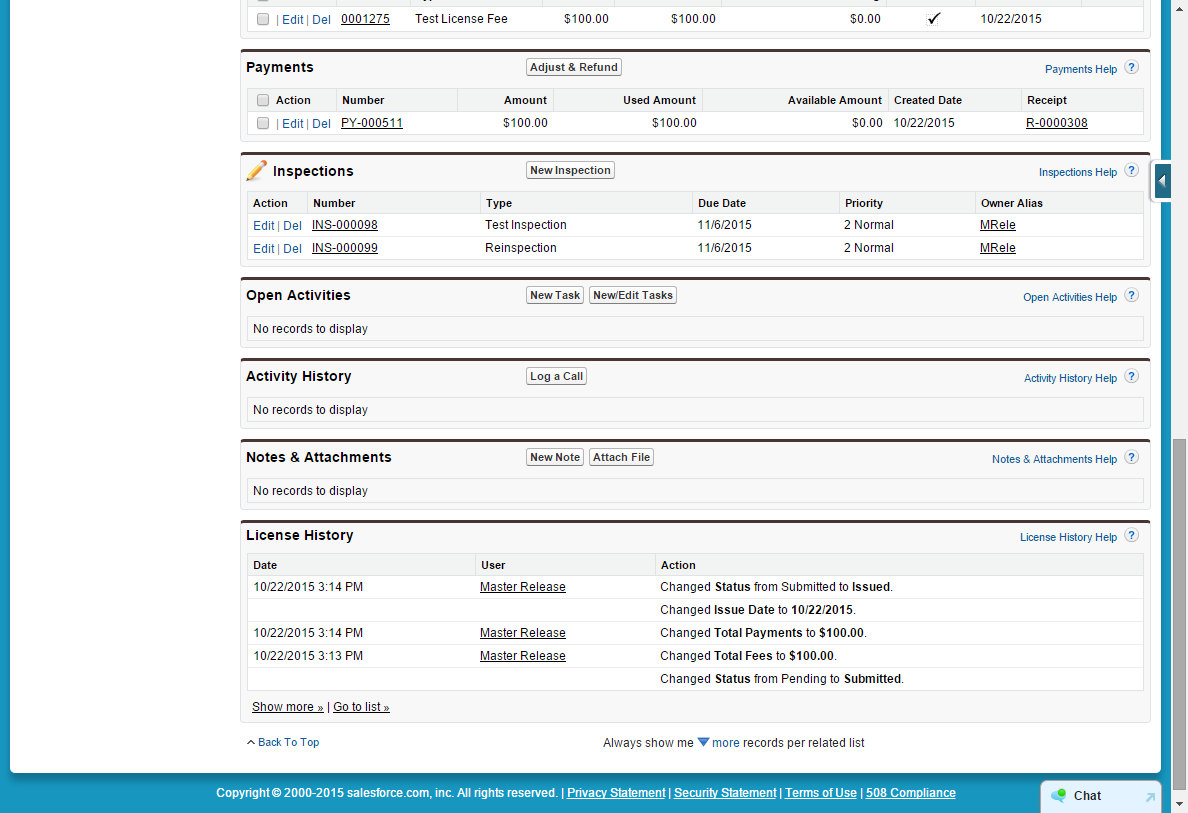 | Edit | Del 0001275 Test License Fee $100.00 $100.00 $0.00 ✓ 10/22/2015
Payments Adjust & Refund Payments Help ?
Action Number Amount Used Amount Available Amount Created Date Receipt
| Edit | Del PY-000511 $100.00 $100.00 $0.00 10/22/2015 R-0000308
Inspections New Inspection Inspections Help ?
Action Number Type Due Date Priority Owner Alias
Edit | Del INS-000098 Test Inspection 11/6/2015 2 Normal MRele
Edit | Del INS-000099 Reinspection 11/6/2015 2 Normal MRele
Open Activities New Task New/Edit Tasks Open Activities Help ?
No records to display
Activity History Log a Call Activity History Help ?
No records to display
Notes & Attachments New Note Attach File Notes & Attachments Help ?
No records to display
License History License History Help ?
Date User Action
10/22/2015 3:14 PM Master Release Changed Status from Submitted to Issued.
Changed Issue Date to 10/22/2015.
10/22/2015 3:14 PM Master Release Changed Total Payments to $100.00.
10/22/2015 3:13 PM Master Release Changed Total Fees to $100.00.
Changed Status from Pending to Submitted.
Show more » | Go to list »
Back To Top Always show me more records per related list
Copyright © 2000-2015 salesforce.com, inc. All rights reserved. | Privacy Statement | Security Statement | Terms of Use | 508 Compliance
Chat